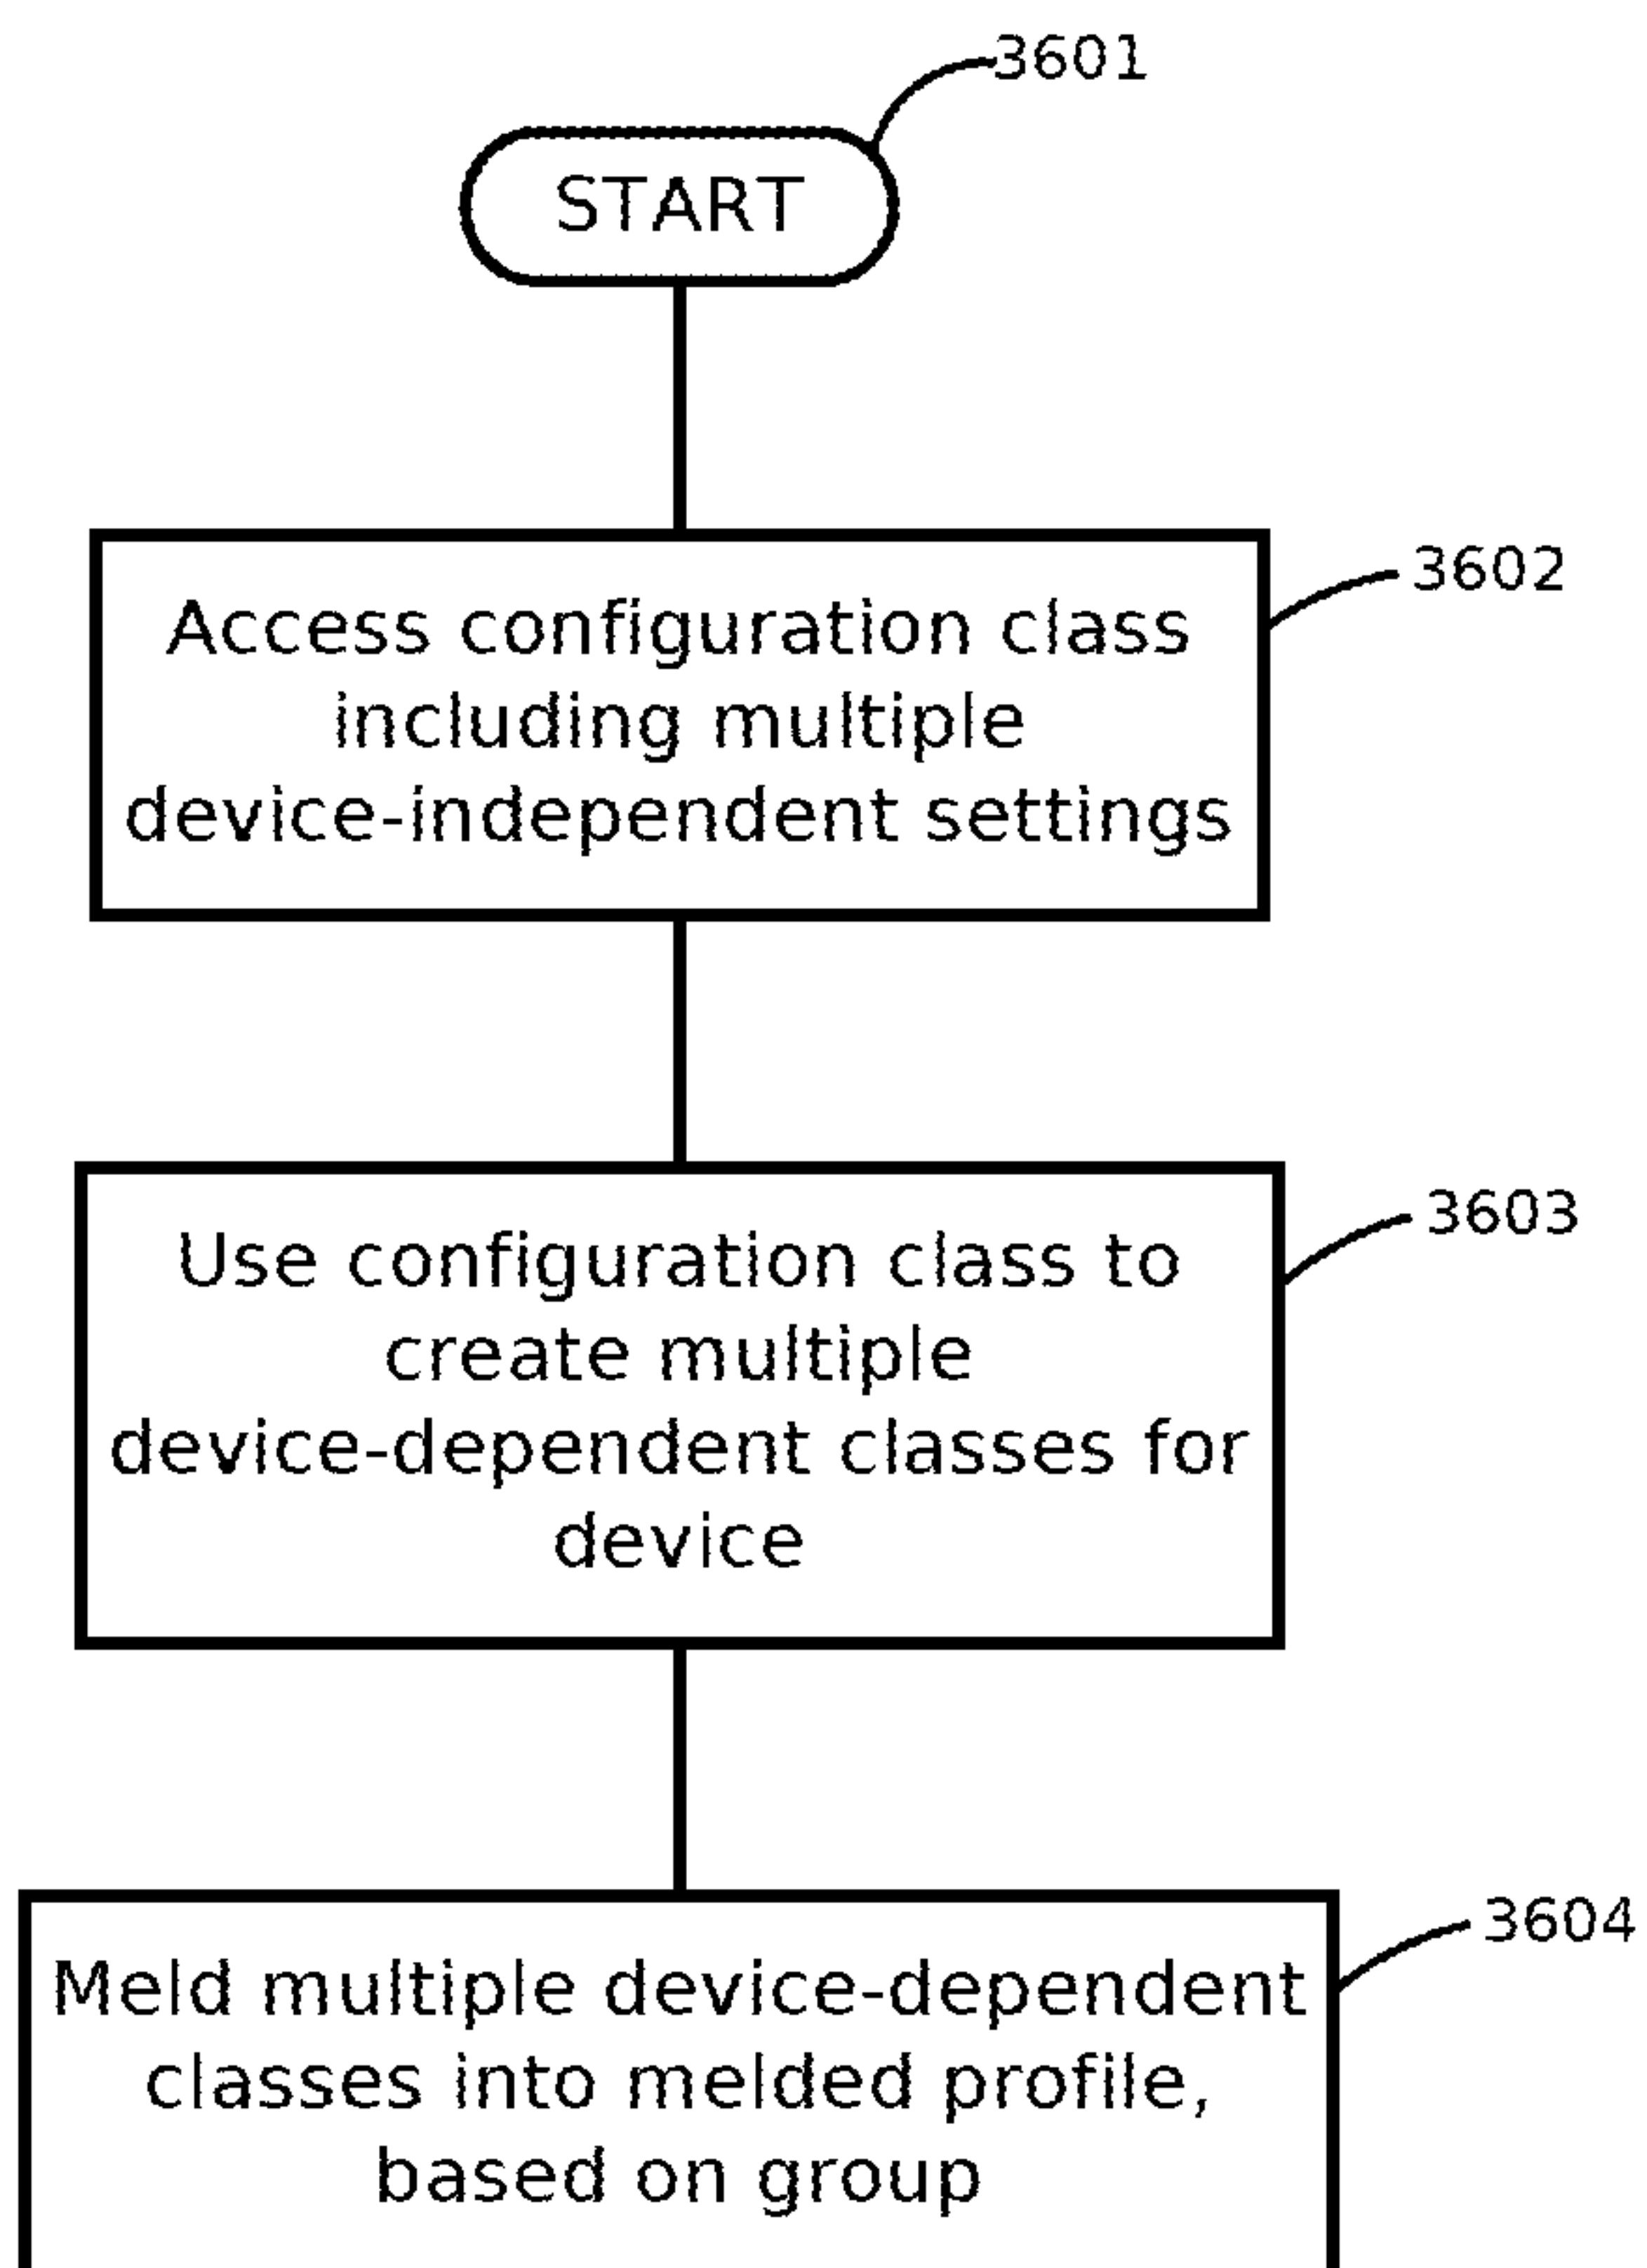 3601
START
3602
Access configuration class
including multiple
device-independent settings
3603
Use configuration class to
create multiple
device-dependent classes for
device
3604
Meld multiple device-dependent
classes into melded profile,
based on group